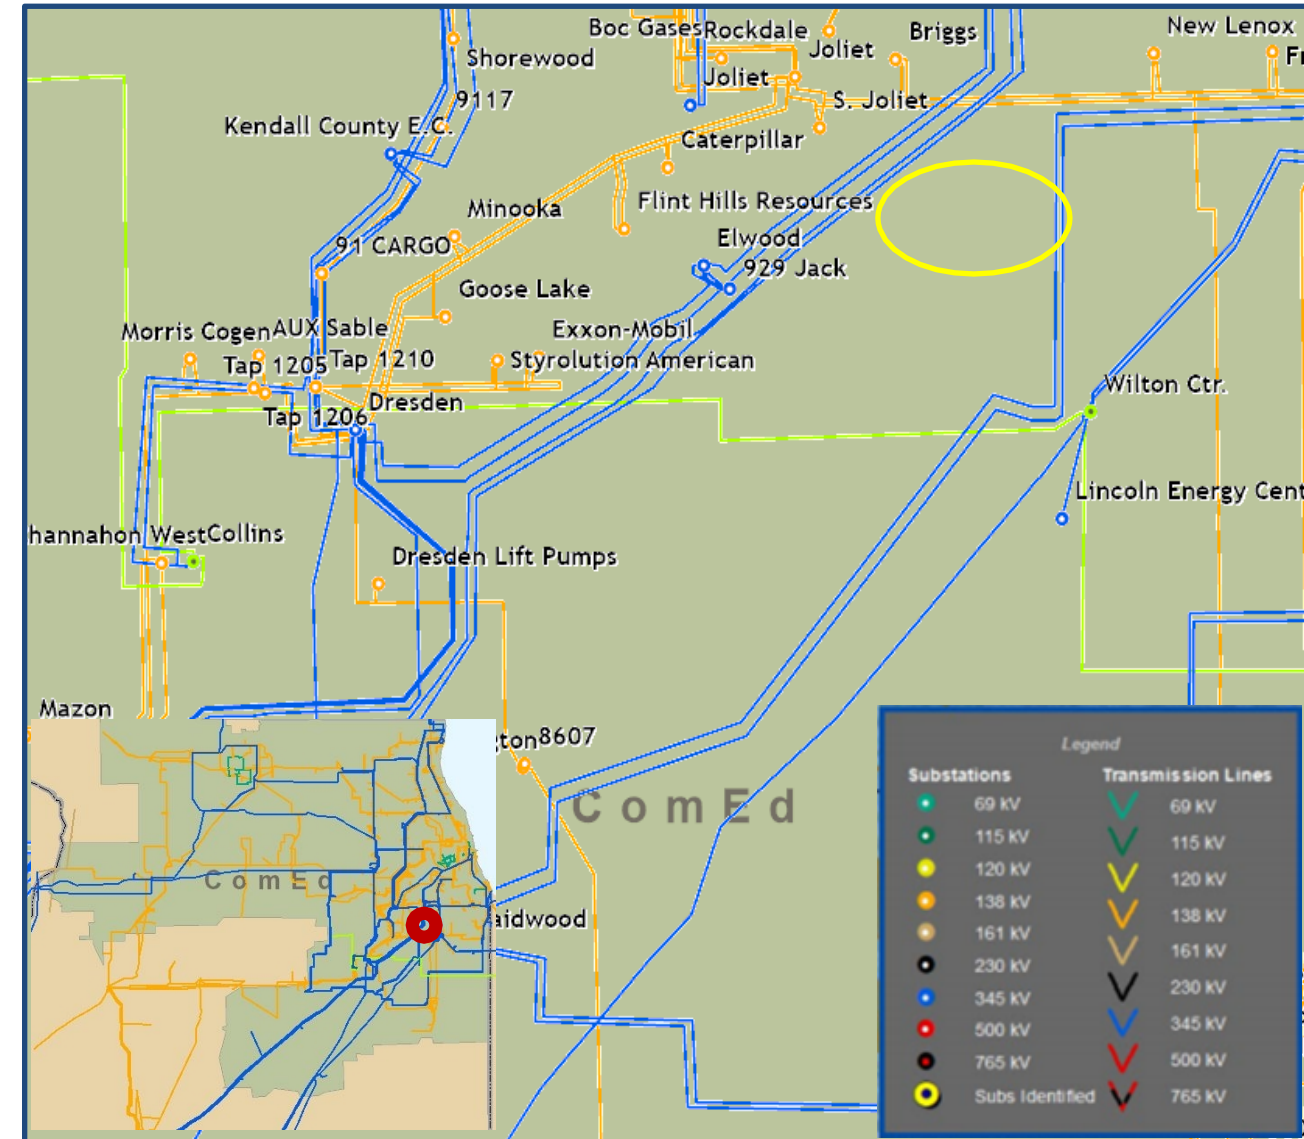 Boc Gases
Rockdale
Joliet
Briggs
New Lenox
Fr
Shorewood
Joliet
9117
S. Joliet
Kendall County E.C.
Caterpillar
Minooka
Flint Hills Resources
91 CARGO
Elwood
929 Jack
Goose Lake
Morris Cogen
AUX Sable
Exxon-Mobil
Tap 1205
Tap 1210
Styrolution American
Wilton Ctr.
Tap 1206
Dresden
Lincoln Energy Cent
hannahon West
Collins
Dresden Lift Pumps
Mazon
gton
8607
ComEd
ComEd
aidwood
Legend
Substations
Transmission Lines
69 kV
69 kV
115 kV
115 kV
120 kV
120 kV
138 kV
138 kV
161 kV
161 kV
230 kV
230 kV
345 kV
345 kV
500 kV
500 kV
765 kV
765 kV
Subs Identified